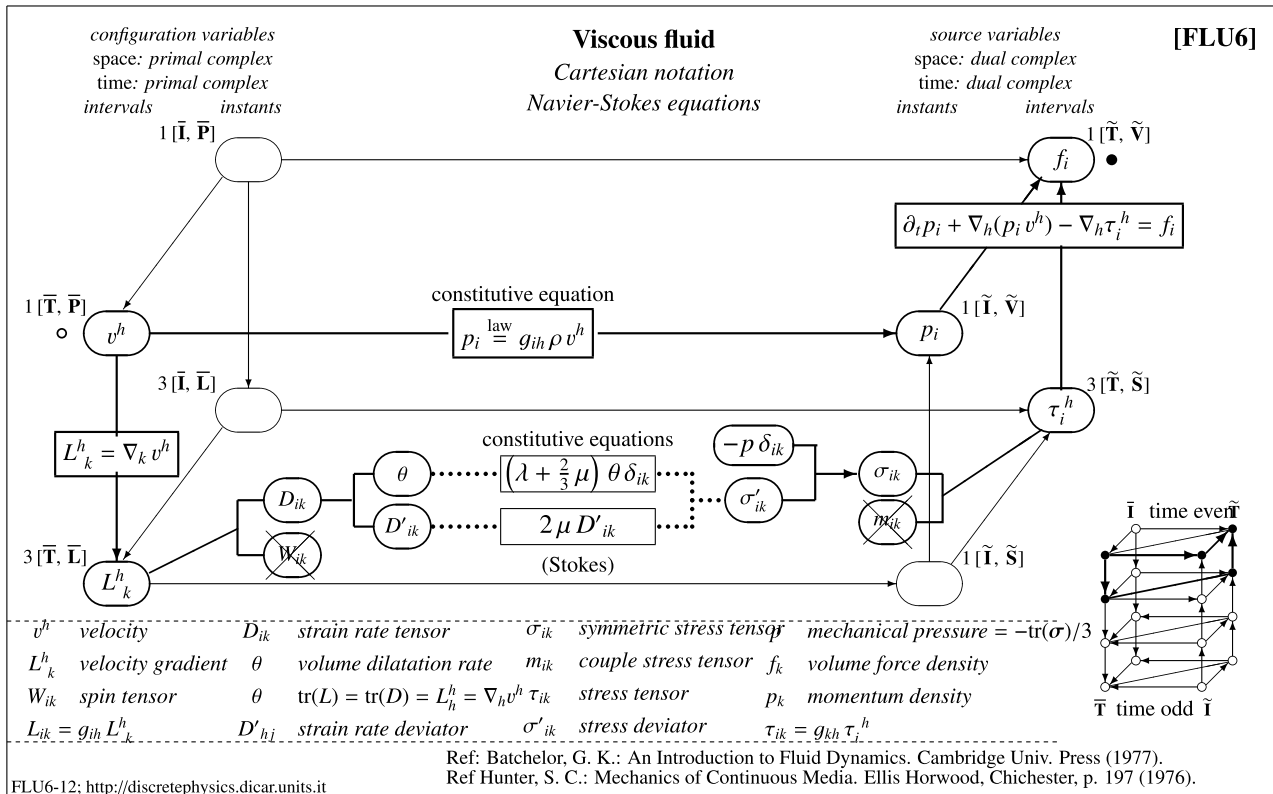 configuration variables
space: primal complex
time: primal complex
intervals instants
Viscous fluid
Cartesian notation
Navier-Stokes equations
source variables
space: dual complex
time: dual complex
instants intervals
[FLU6]
1 [Ī, P̄]
1 [T̃, Ṽ]
fᵢ
∂ₜpᵢ + ∇ₕ(pᵢ vʰ) − ∇ₕτᵢʰ = fᵢ
1 [T̄, P̄]
vʰ
constitutive equation
pᵢ law= gᵢₕ ρ vʰ
1 [Ĩ, Ṽ]
pᵢ
3 [Ī, L̄]
3 [T̃, S̃]
τᵢʰ
Lʰₖ = ∇ₖ vʰ
constitutive equations
θ
(λ + 2/3 μ) θ δᵢₖ
−p δᵢₖ
σᵢₖ
Dᵢₖ
D′ᵢₖ
2 μ D′ᵢₖ
σ′ᵢₖ
mᵢₖ
Wᵢₖ
(Stokes)
3 [T̄, L̄]
Lʰₖ
1 [Ĩ, S̃]
Ī time even T̃
T̄ time odd Ĩ
vʰ velocity Dᵢₖ strain rate tensor σᵢₖ symmetric stress tensor p mechanical pressure = −tr(σ)/3
Lʰₖ velocity gradient θ volume dilatation rate mᵢₖ couple stress tensor fₖ volume force density
Wᵢₖ spin tensor θ tr(L) = tr(D) = Lʰₕ = ∇ₕvʰ τᵢₖ stress tensor pₖ momentum density
Lᵢₖ = gᵢₕ Lʰₖ D′ₕⱼ strain rate deviator σ′ᵢₖ stress deviator τᵢₖ = gₖₕ τᵢʰ
Ref: Batchelor, G. K.: An Introduction to Fluid Dynamics. Cambridge Univ. Press (1977).
Ref Hunter, S. C.: Mechanics of Continuous Media. Ellis Horwood, Chichester, p. 197 (1976).
FLU6-12; http://discretephysics.dicar.units.it